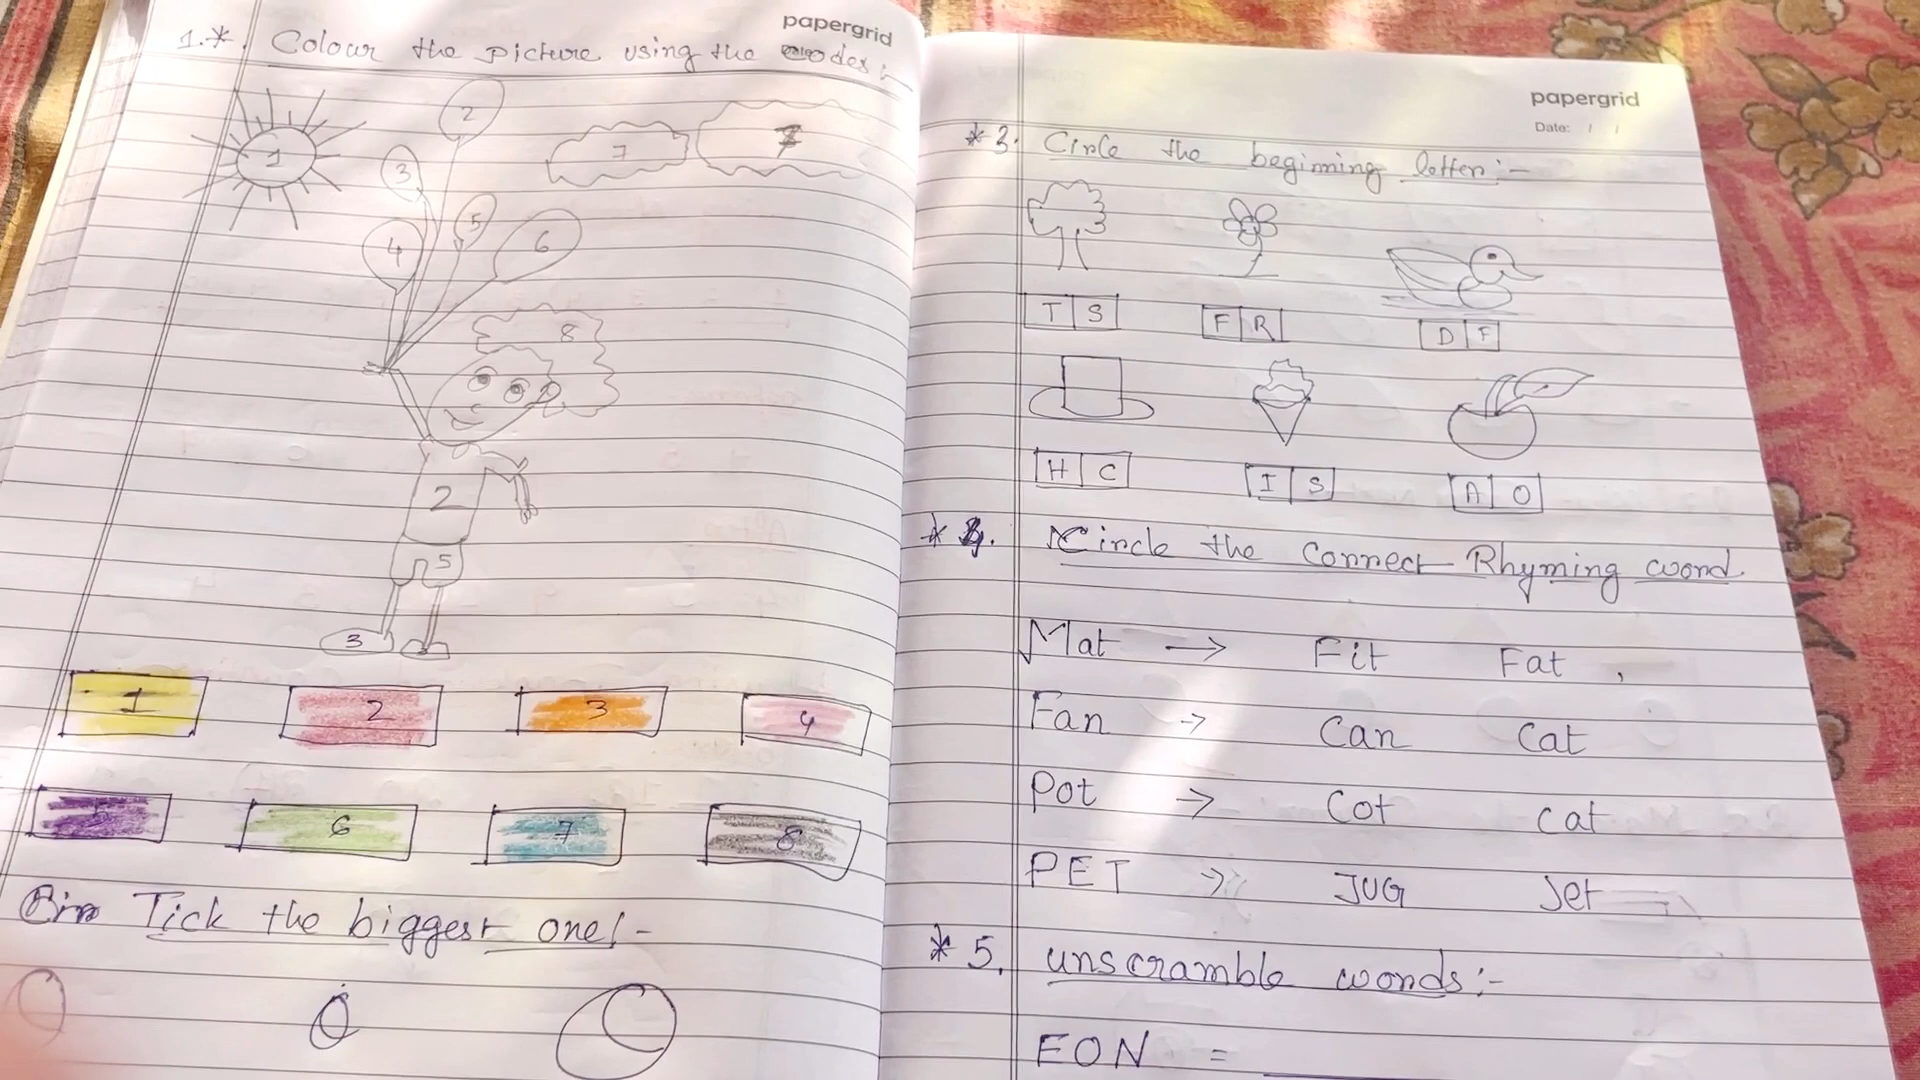 papergrid
1.* Colour the picture using the codes:-
1
2
7
7
3
5
4
6
8
2
5
3
1 2 3 4
5 6 7 8
Tick the biggest one!-
papergrid
Date: / /
* 3. Circle the beginning letter:-
T S F R D F
H C I S A O
* 4. Circle the correct Rhyming word
Mat → Fit Fat
Fan → Can Cat
Pot → Cot Cat
PET → JUG Jet
* 5. unscramble words:-
EON =